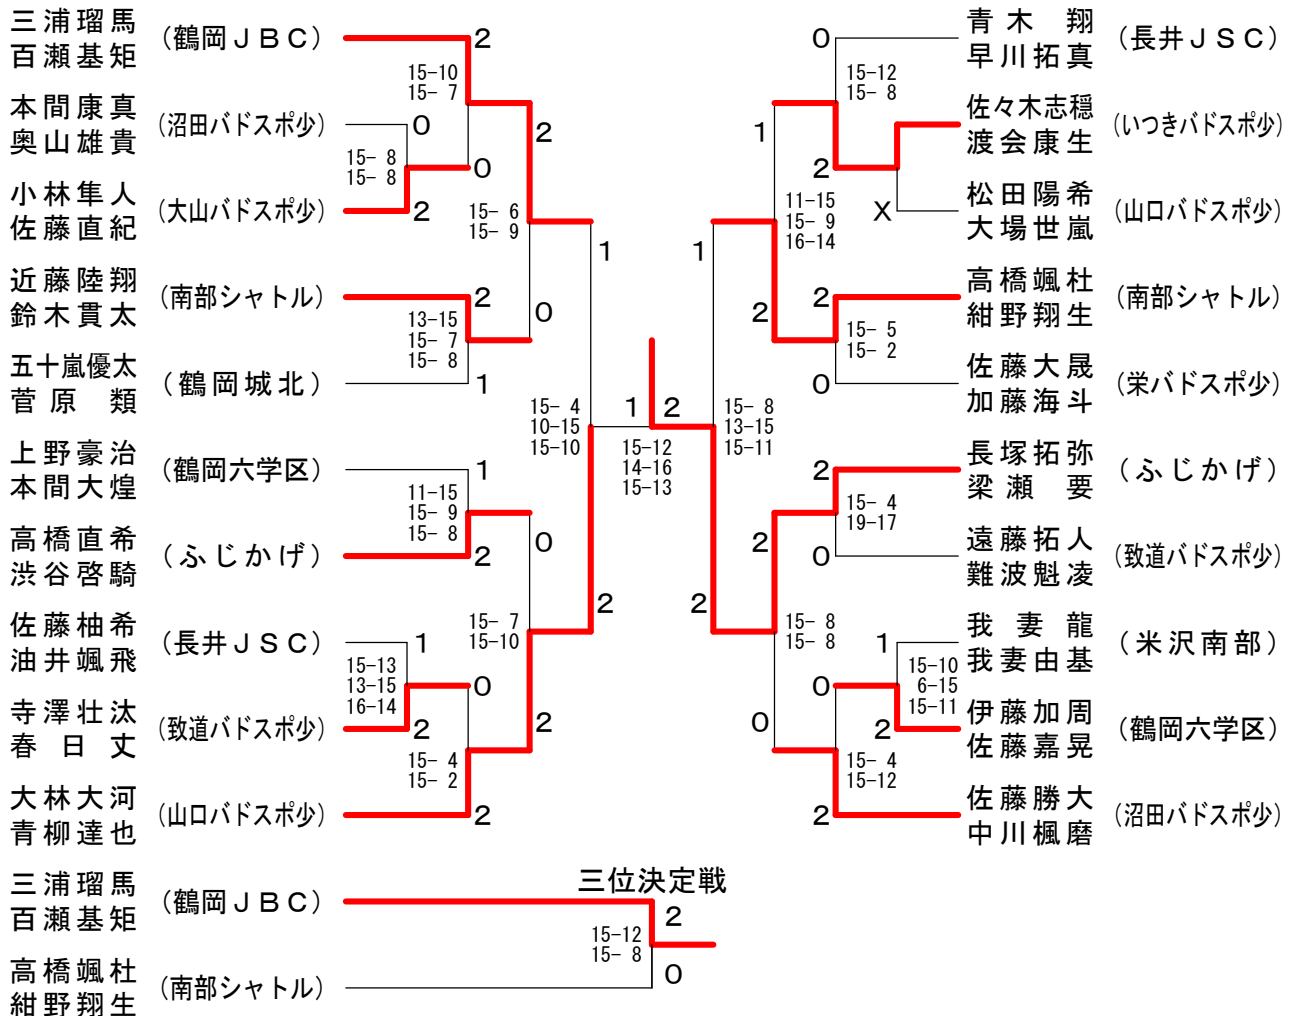 三浦瑠馬
百瀬基矩
(鶴岡ＪＢＣ)
2
15-10
15- 7
本間康真
奥山雄貴
(沼田バドスポ少)
0
15- 8
15- 8
0
小林隼人
佐藤直紀
(大山バドスポ少)
2
2
15- 6
15- 9
近藤陸翔
鈴木貫太
(南部シャトル)
2
13-15
15- 7
15- 8
0
五十嵐優太
菅原類
(鶴岡城北)
1
1
15- 4
10-15
15-10
上野豪治
本間大煌
(鶴岡六学区)
1
11-15
15- 9
15- 8
高橋直希
渋谷啓騎
(ふじかげ)
2
0
2
15- 7
15-10
佐藤柚希
油井颯飛
(長井ＪＳＣ)
1
15-13
13-15
16-14
0
寺澤壮汰
春日丈
(致道バドスポ少)
2
2
15- 4
15- 2
大林大河
青柳達也
(山口バドスポ少)
2
1
2
15-12
14-16
15-13
青木翔
早川拓真
(長井ＪＳＣ)
0
15-12
15- 8
佐々木志穏
渡会康生
(いつきバドスポ少)
1
2
松田陽希
大場世嵐
(山口バドスポ少)
X
11-15
15- 9
16-14
1
高橋颯杜
紺野翔生
(南部シャトル)
2
2
15- 5
15- 2
佐藤大晟
加藤海斗
(栄バドスポ少)
0
15- 8
13-15
15-11
長塚拓弥
梁瀬要
(ふじかげ)
2
15- 4
19-17
遠藤拓人
難波魁凌
(致道バドスポ少)
0
2
2
15- 8
15- 8
我妻龍
我妻由基
(米沢南部)
1
15-10
6-15
15-11
0
伊藤加周
佐藤嘉晃
(鶴岡六学区)
2
0
15- 4
15-12
佐藤勝大
中川楓磨
(沼田バドスポ少)
2
三位決定戦
三浦瑠馬
百瀬基矩
(鶴岡ＪＢＣ)
2
15-12
15- 8
0
高橋颯杜
紺野翔生
(南部シャトル)